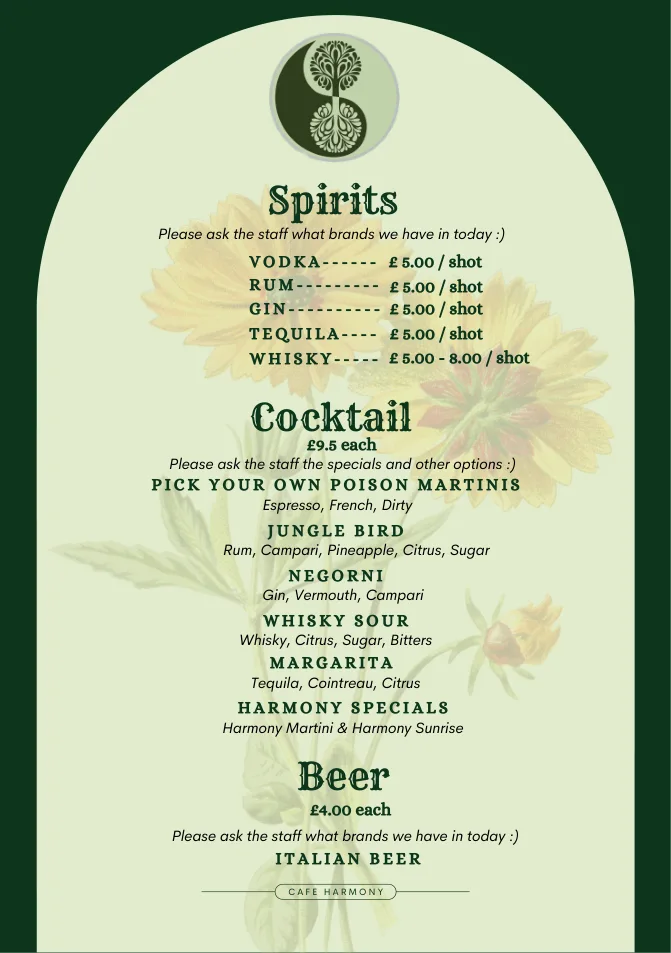 Spirits
Please ask the staff what brands we have in today :)
VODKA------ £ 5.00 / shot
RUM--------- £ 5.00 / shot
GIN---------- £ 5.00 / shot
TEQUILA---- £ 5.00 / shot
WHISKY----- £ 5.00 - 8.00 / shot
Cocktail
£9.5 each
Please ask the staff the specials and other options :)
PICK YOUR OWN POISON MARTINIS
Espresso, French, Dirty
JUNGLE BIRD
Rum, Campari, Pineapple, Citrus, Sugar
NEGORNI
Gin, Vermouth, Campari
WHISKY SOUR
Whisky, Citrus, Sugar, Bitters
MARGARITA
Tequila, Cointreau, Citrus
HARMONY SPECIALS
Harmony Martini & Harmony Sunrise
Beer
£4.00 each
Please ask the staff what brands we have in today :)
ITALIAN BEER
CAFE HARMONY